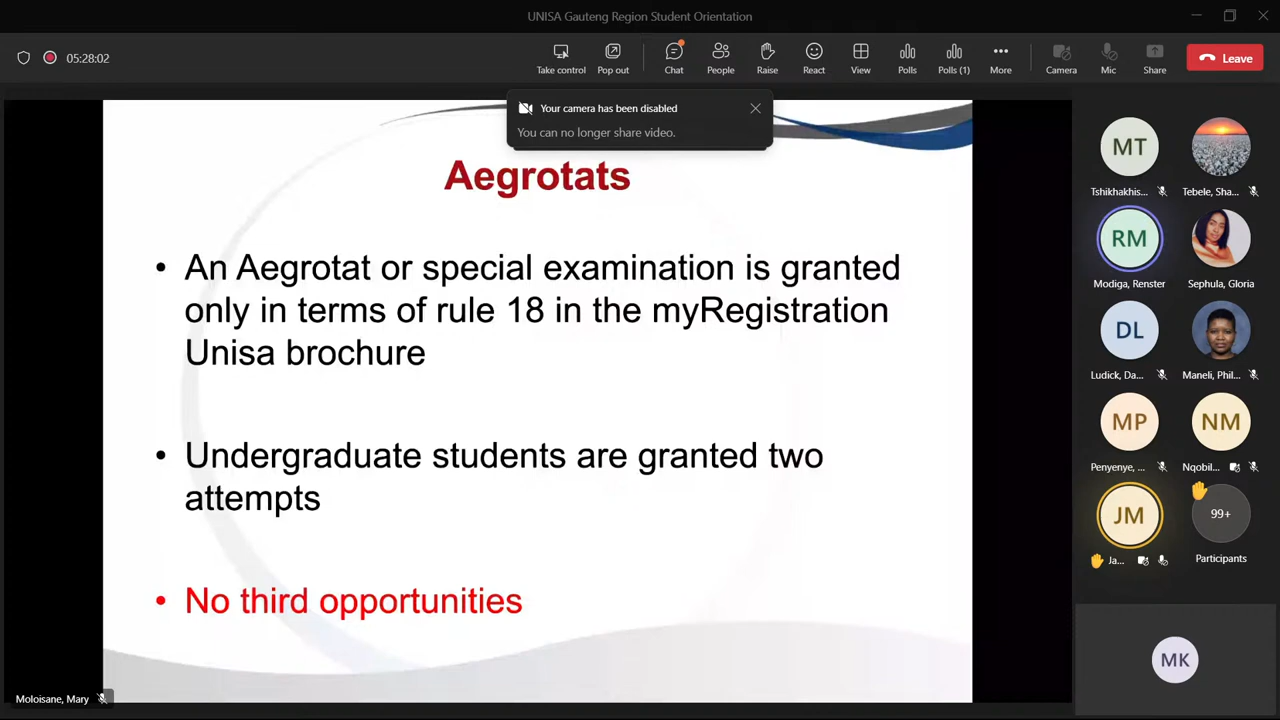 UNISA Gauteng Region Student Orientation
05:28:02
Take control
Pop out
Chat
People
Raise
React
View
Polls
Polls (1)
More
Camera
Mic
Share
Leave
Your camera has been disabled
You can no longer share video.
Aegrotats
• An Aegrotat or special examination is granted
only in terms of rule 18 in the myRegistration
Unisa brochure
• Undergraduate students are granted two
attempts
• No third opportunities
Moloisane, Mary
MT
Tshikhakhis...
Tebele, Sha...
RM
Modiga, Renster
Sephula, Gloria
DL
Ludick, Da...
Maneli, Phil...
MP
Penyenye, ...
NM
Nqobil...
JM
Ja...
99+
Participants
MK